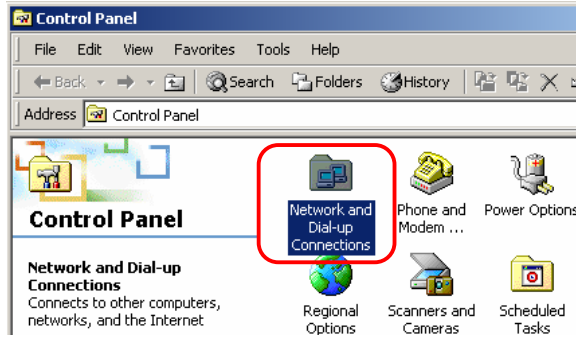 Control Panel
File Edit View Favorites Tools Help
Back Search Folders History
Address Control Panel
Control Panel
Network and Dial-up
Connections
Connects to other computers,
networks, and the Internet
Network and
Dial-up
Connections
Phone and
Modem ...
Power Options
Regional
Options
Scanners and
Cameras
Scheduled
Tasks